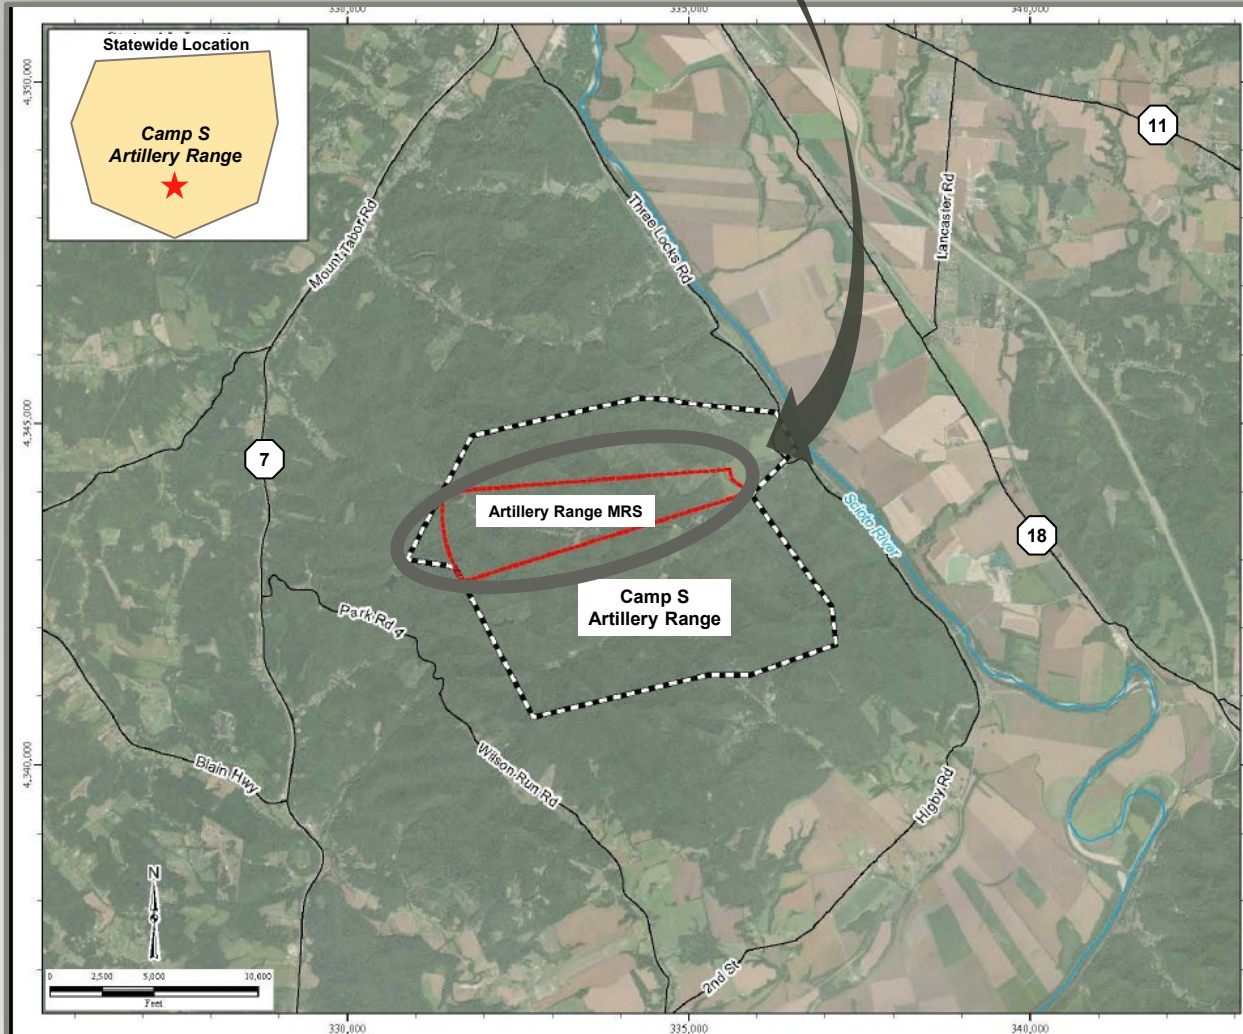 330,000
335,000
340,000
Statewide Location
Camp S
Artillery Range
4,350,000
4,345,000
4,340,000
11
Lancaster Rd
Three Locks Rd
Mount Tabor Rd
7
Artillery Range MRS
Scioto River
18
Camp S
Artillery Range
Park Rd 4
Wilson Run Rd
Blain Hwy
Higby Rd
2nd St
N
0 2,500 5,000 10,000
Feet
330,000
335,000
340,000